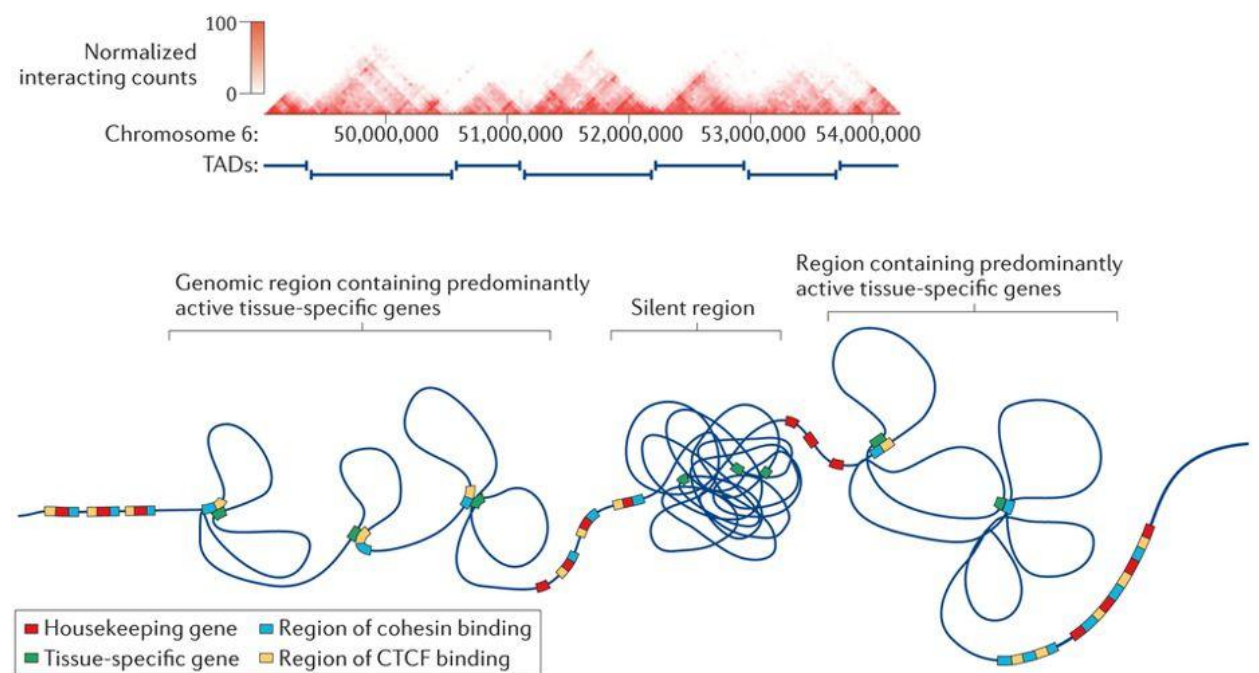 100
Normalized
interacting counts
0
Chromosome 6:
50,000,000 51,000,000 52,000,000 53,000,000 54,000,000
TADs:
Genomic region containing predominantly
active tissue-specific genes
Silent region
Region containing predominantly
active tissue-specific genes
Housekeeping gene
Region of cohesin binding
Tissue-specific gene
Region of CTCF binding